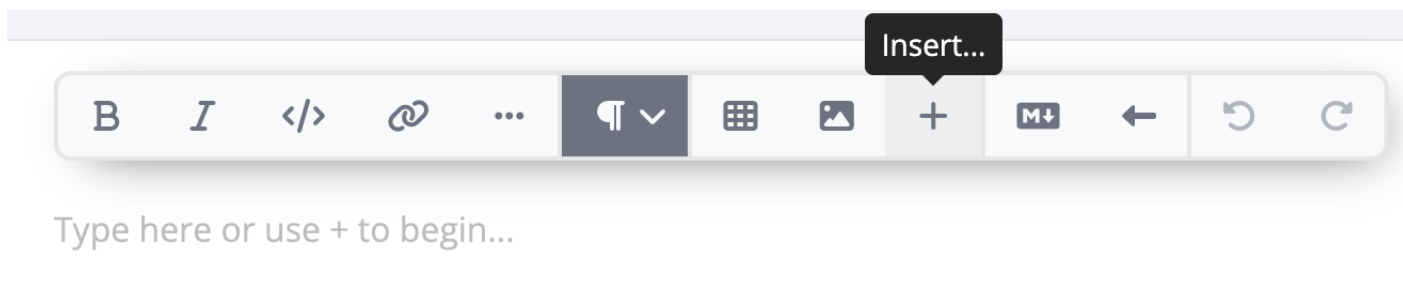 Insert...
B I </> ... ¶ + M
Type here or use + to begin...